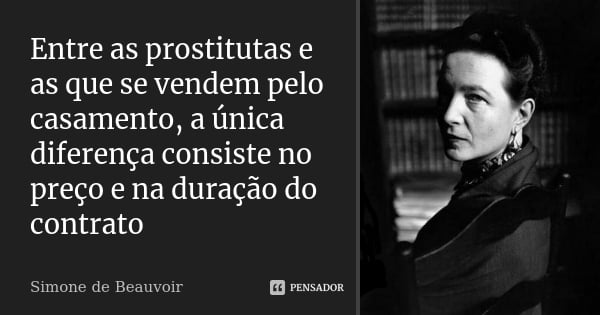 Entre as prostitutas e
as que se vendem pelo
casamento, a única
diferença consiste no
preço e na duração do
contrato
Simone de Beauvoir
PENSADOR